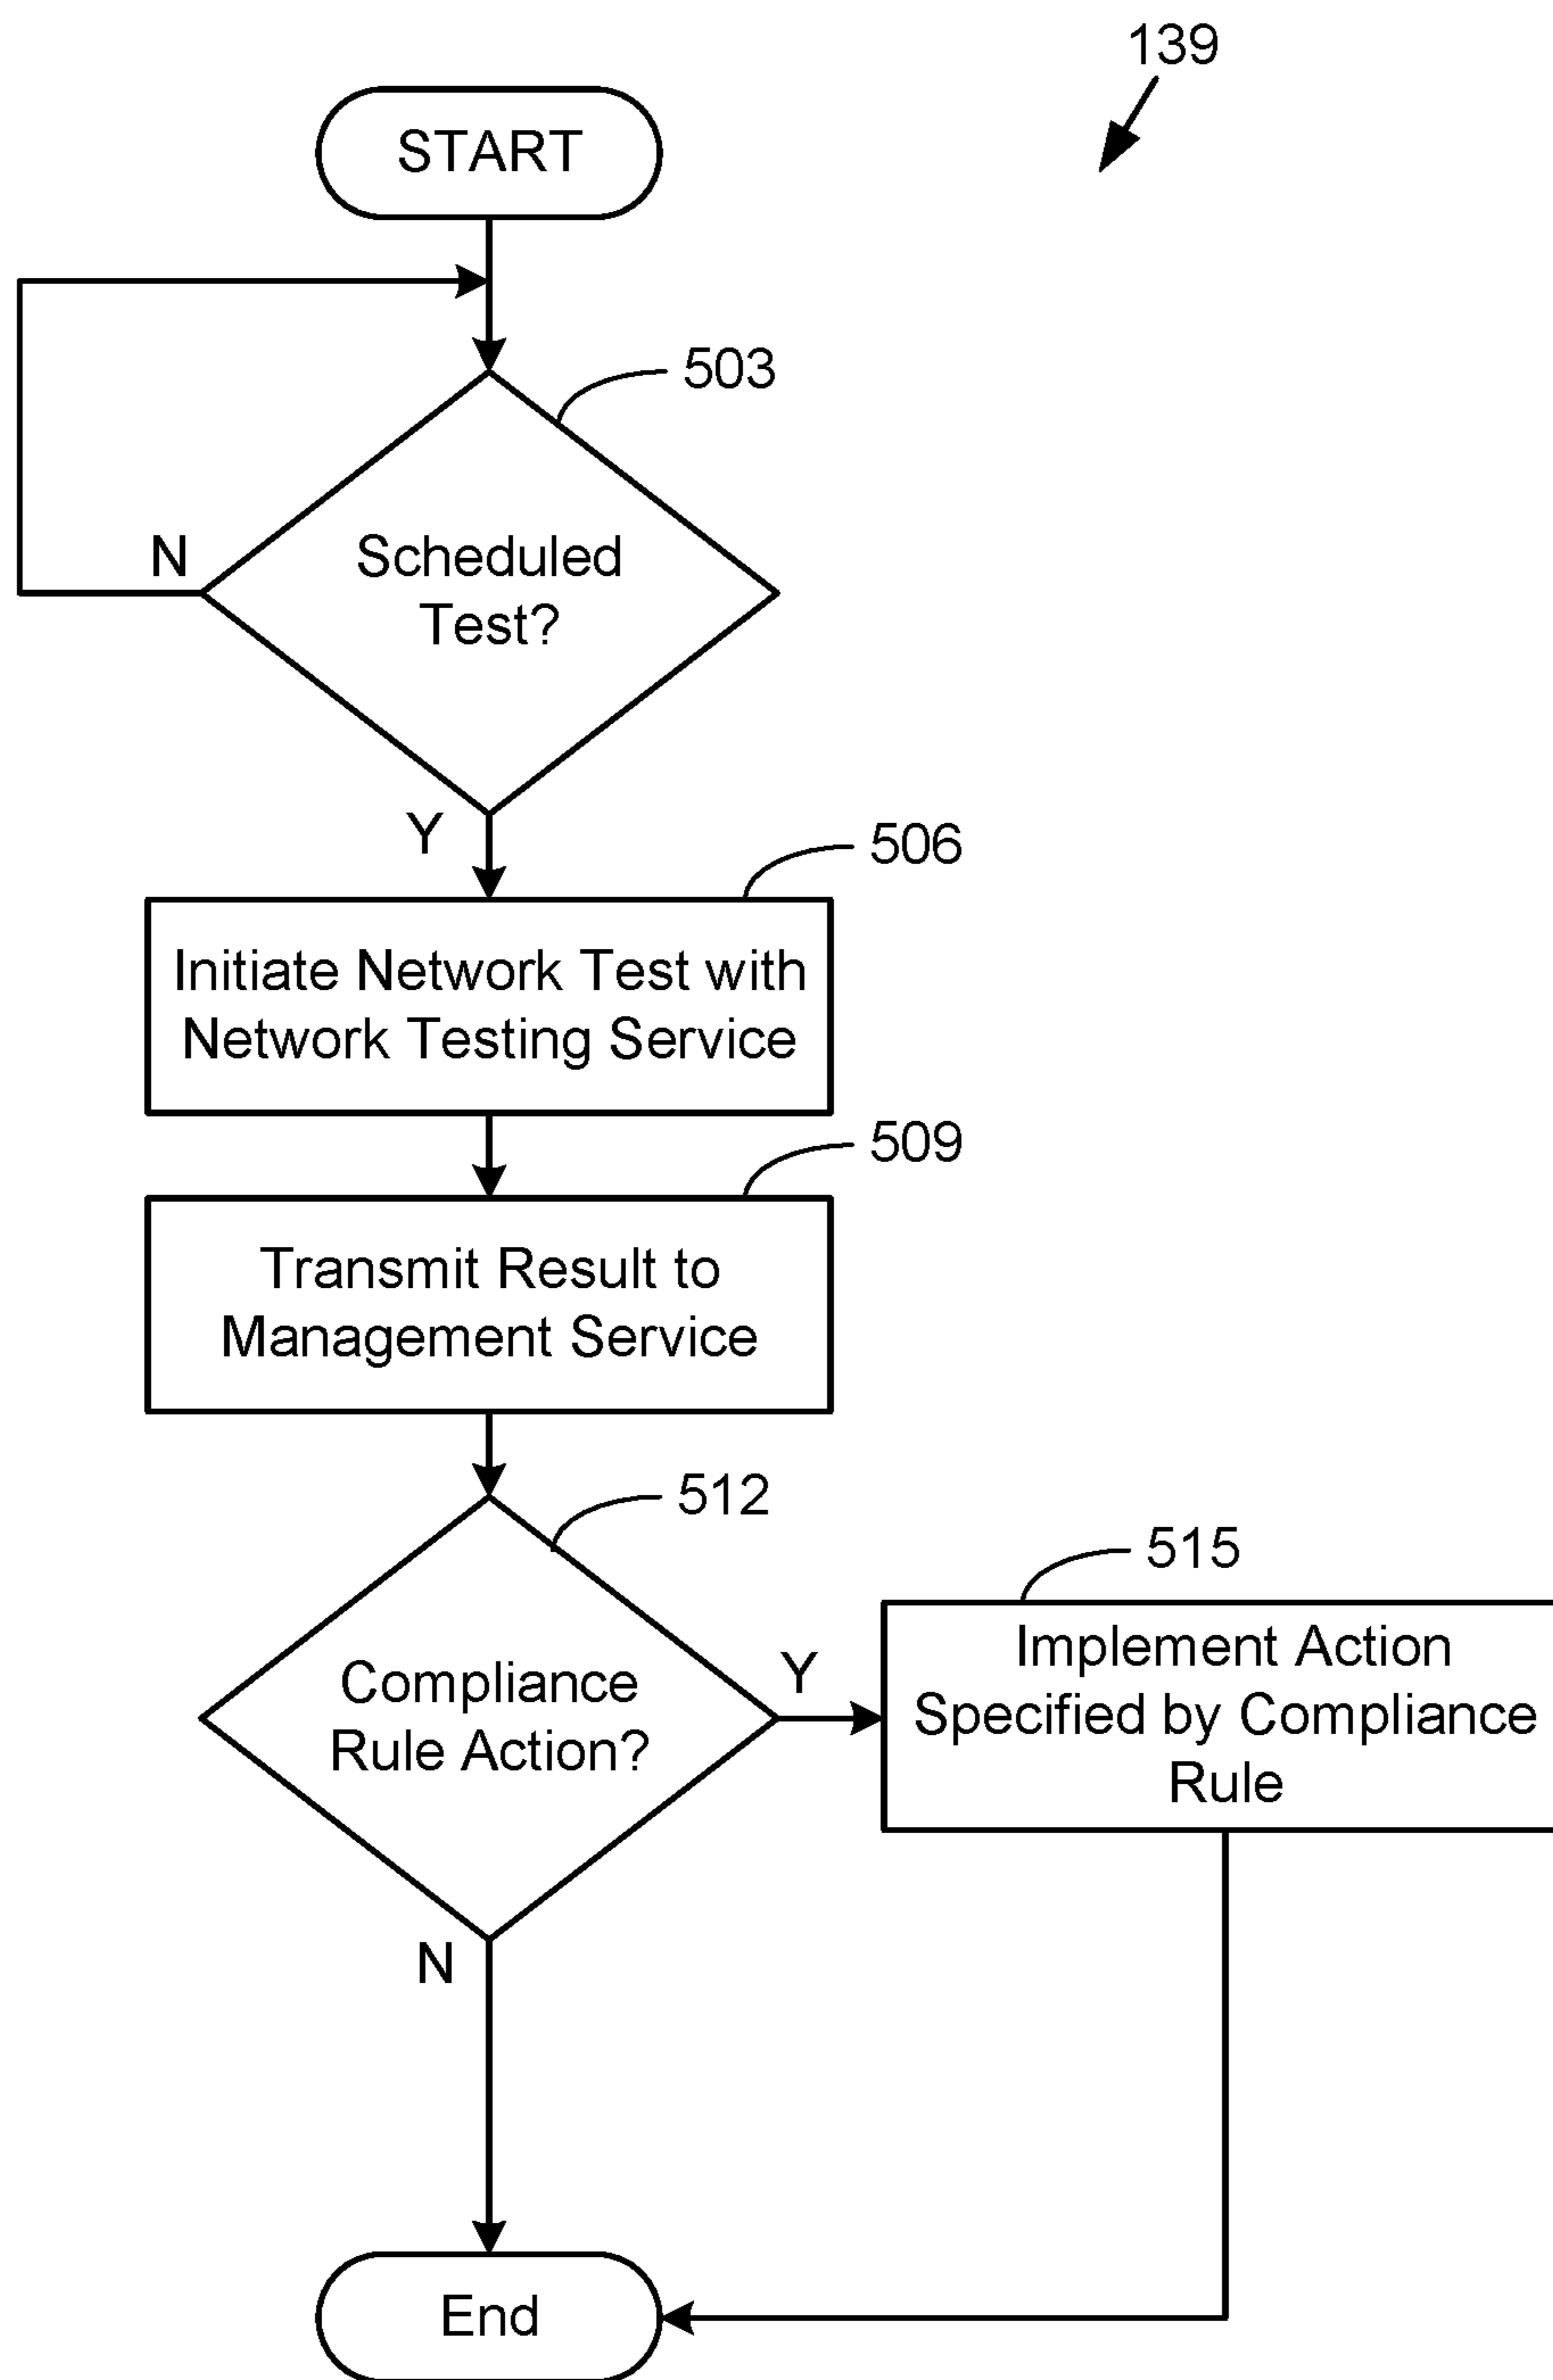 139
START
503
N
Scheduled
Test?
Y
506
Initiate Network Test with
Network Testing Service
509
Transmit Result to
Management Service
512
515
Compliance
Rule Action?
Y
Implement Action
Specified by Compliance
Rule
N
End